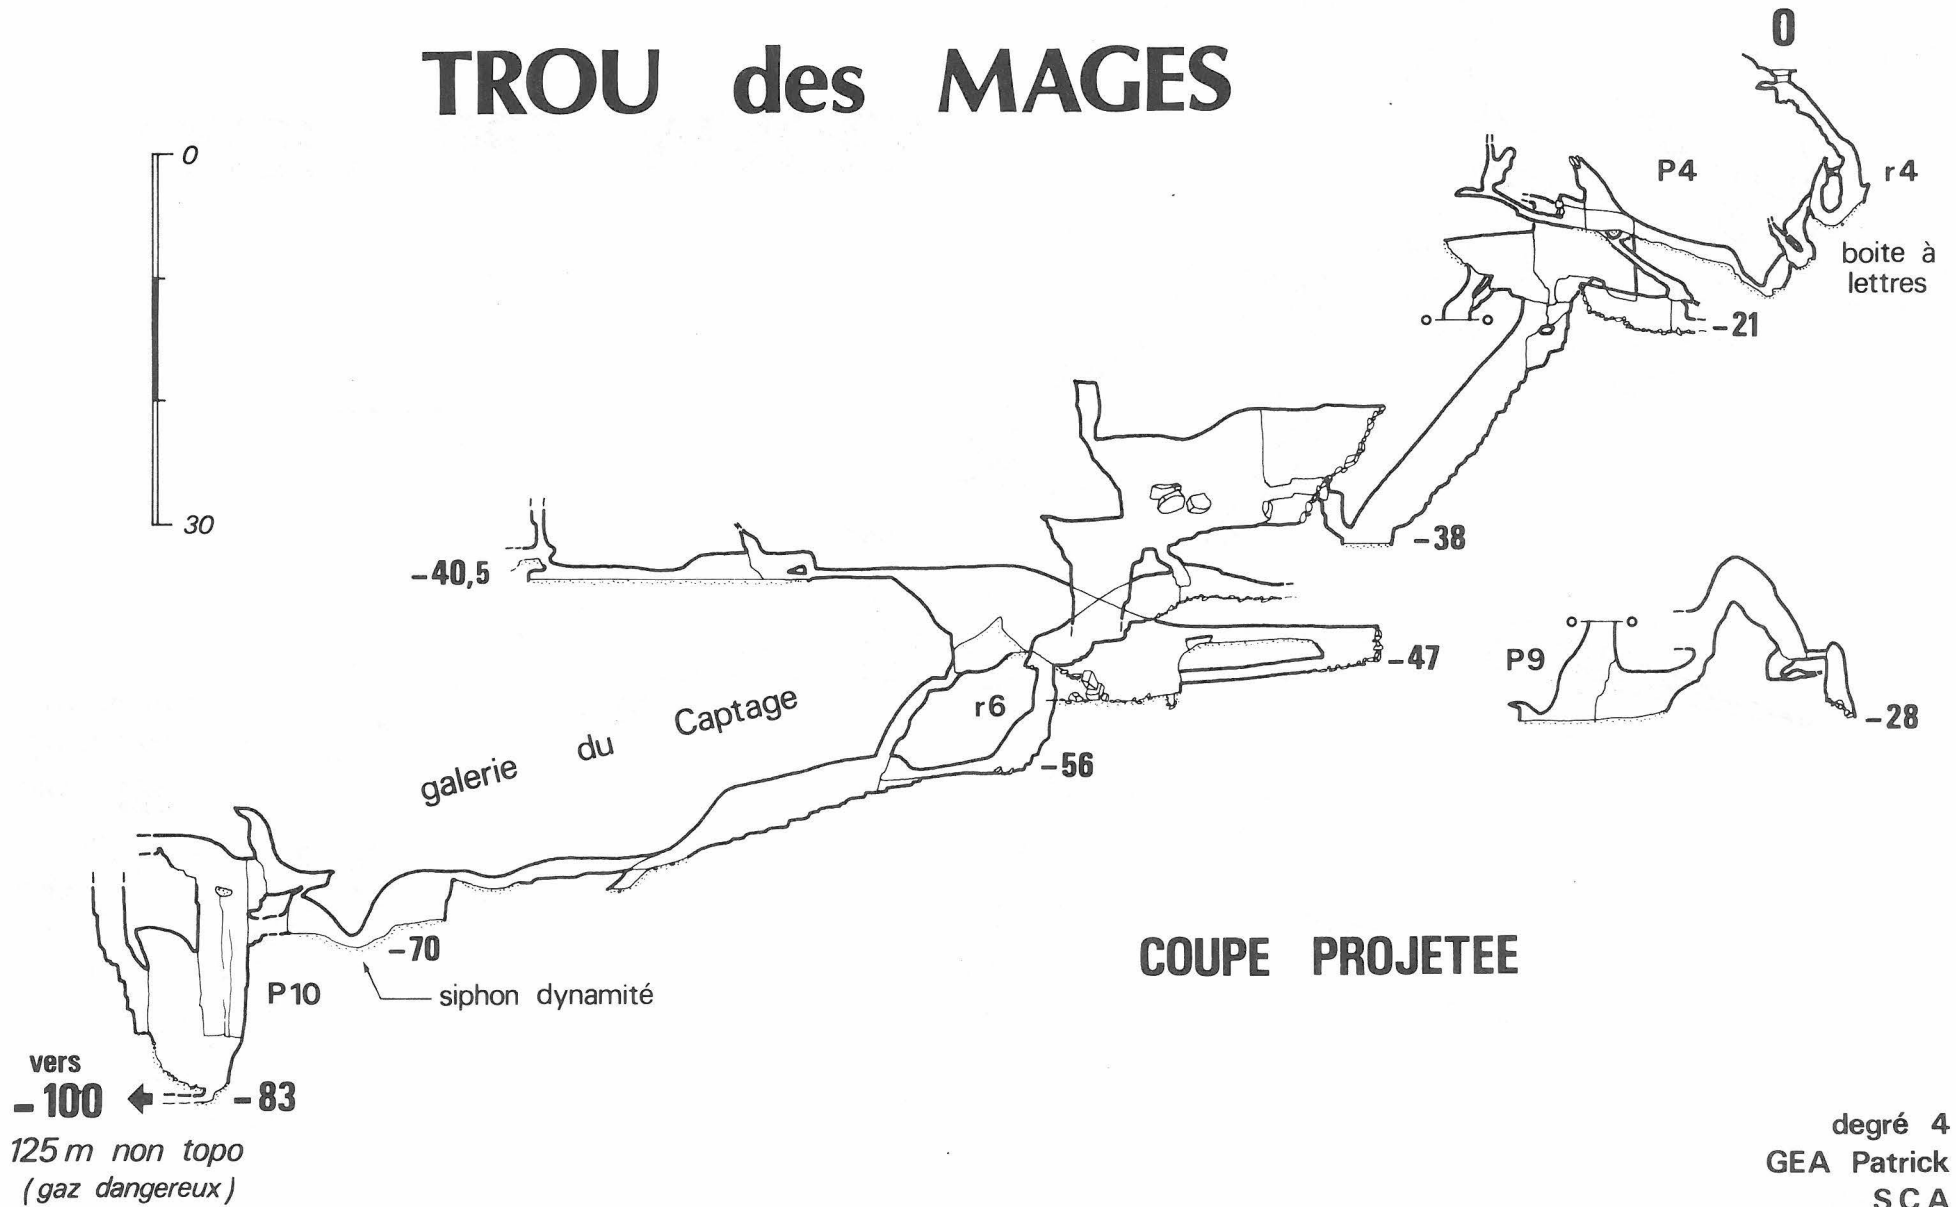 0
TROU des MAGES
0
P4
r4
boite à
lettres
-21
30
-38
-40,5
-47
P9
r6
-28
galerie du Captage
-56
-70
COUPE PROJETEE
P10
siphon dynamité
vers
-100
-83
125m non topo
(gaz dangereux)
degré 4
GEA Patrick
SCA